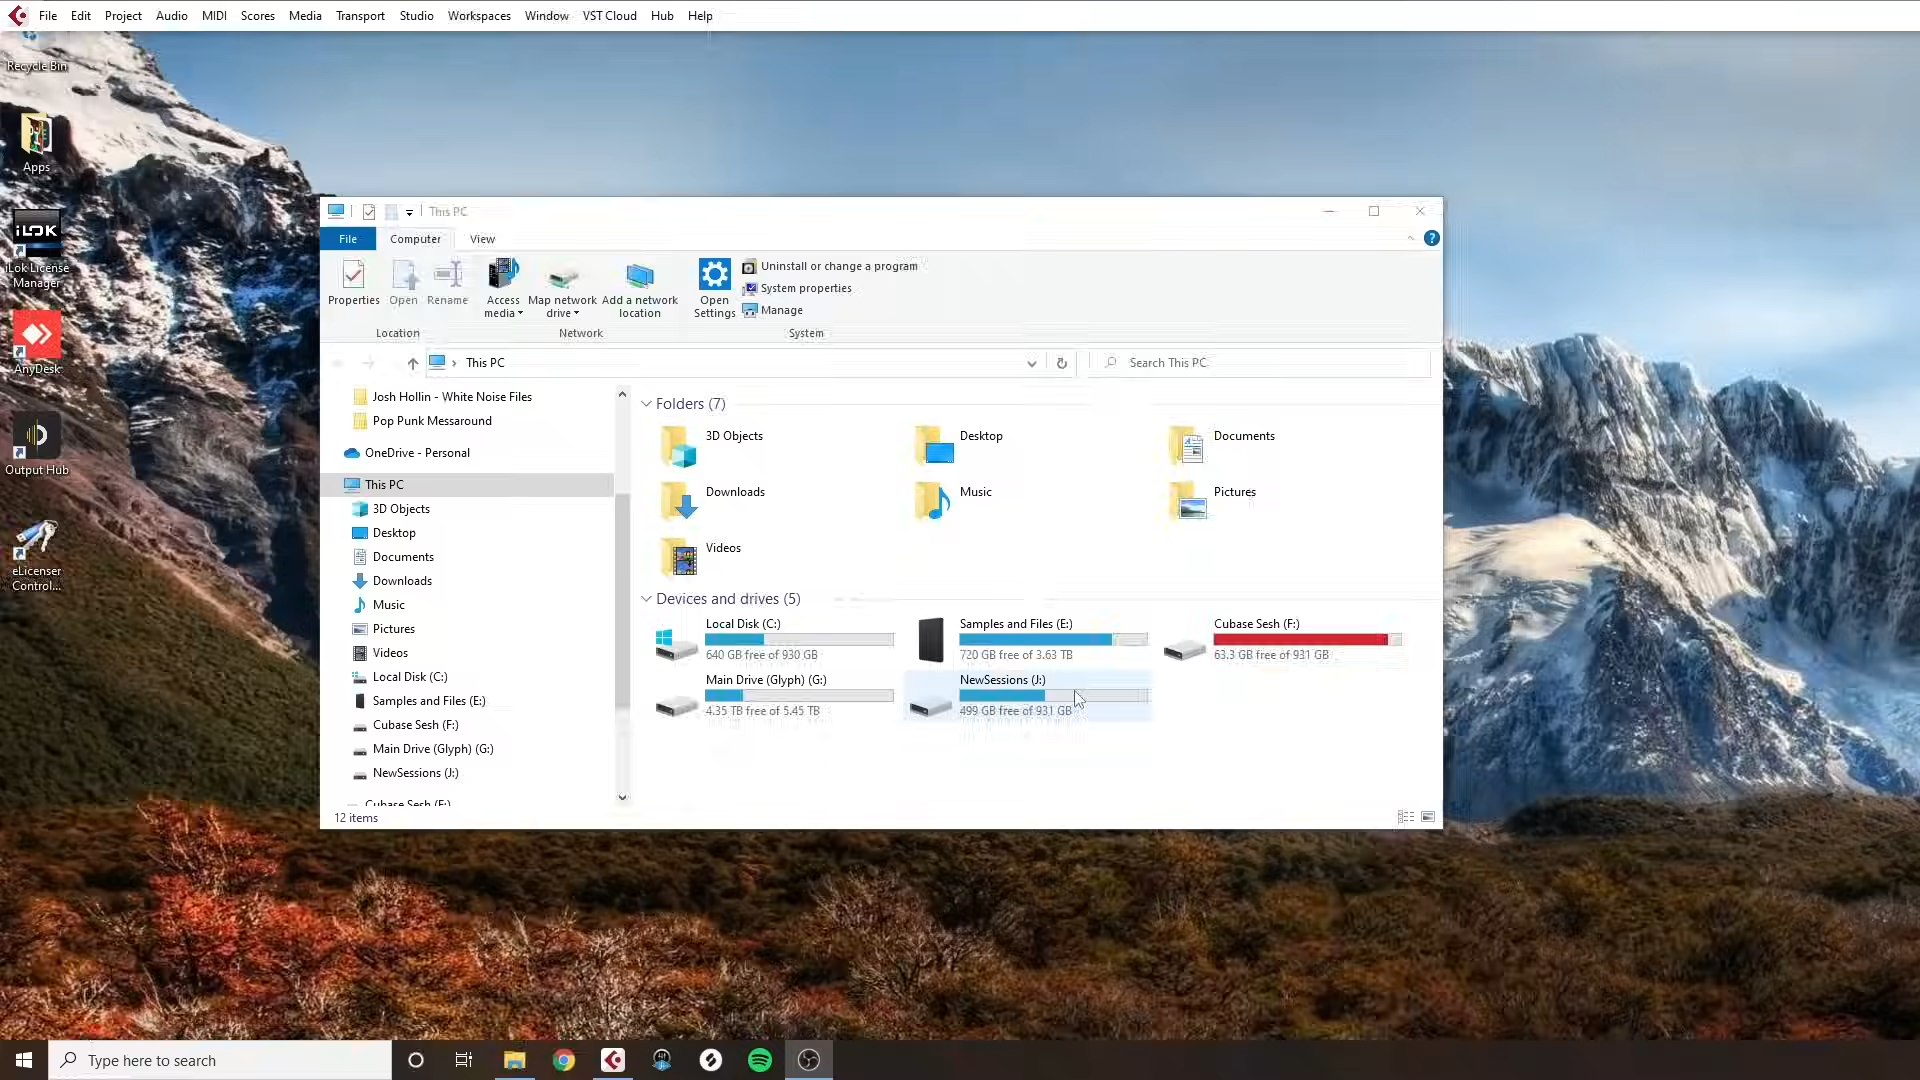 File Edit Project Audio MIDI Scores Media Transport Studio Workspaces Window VST Cloud Hub Help
Recycle Bin
Apps
iLOK
iLok License
Manager
AnyDesk
Output Hub
eLicenser
Control...
This PC
File Computer View
Properties Open Rename
Location
Access
media
Map network
drive
Add a network
location
Network
Open
Settings
Uninstall or change a program
System properties
Manage
System
This PC
Search This PC
Josh Hollin - White Noise Files
Pop Punk Messaround
OneDrive - Personal
This PC
3D Objects
Desktop
Documents
Downloads
Music
Pictures
Videos
Local Disk (C:)
Samples and Files (E:)
Cubase Sesh (F:)
Main Drive (Glyph) (G:)
NewSessions (J:)
Cubase Sesh (F:)
Folders (7)
3D Objects
Desktop
Documents
Downloads
Music
Pictures
Videos
Devices and drives (5)
Local Disk (C:)
640 GB free of 930 GB
Samples and Files (E:)
720 GB free of 3.63 TB
Cubase Sesh (F:)
63.3 GB free of 931 GB
Main Drive (Glyph) (G:)
4.35 TB free of 5.45 TB
NewSessions (J:)
499 GB free of 931 GB
12 items
Type here to search